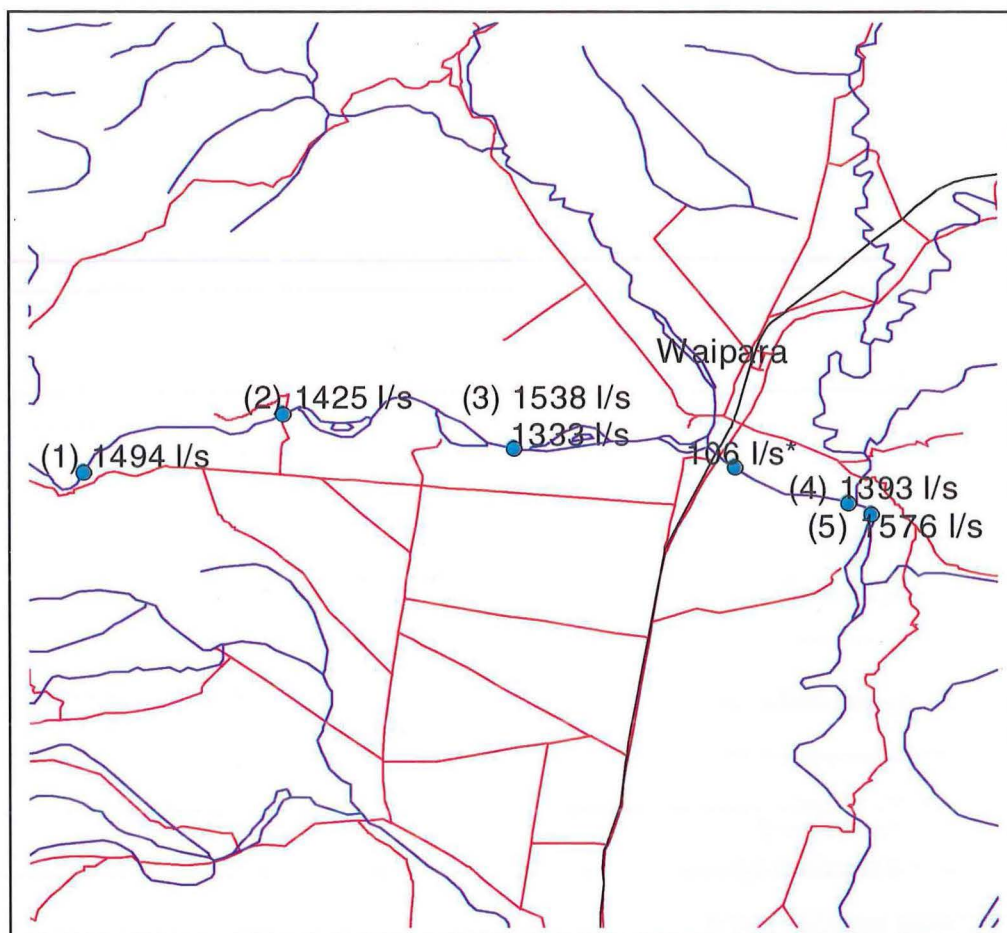 Waipara
(2) 1425 l/s
(3) 1538 l/s
1333 l/s
(1) 1494 l/s
106 l/s*
(4) 1393 l/s
(5) 1576 l/s